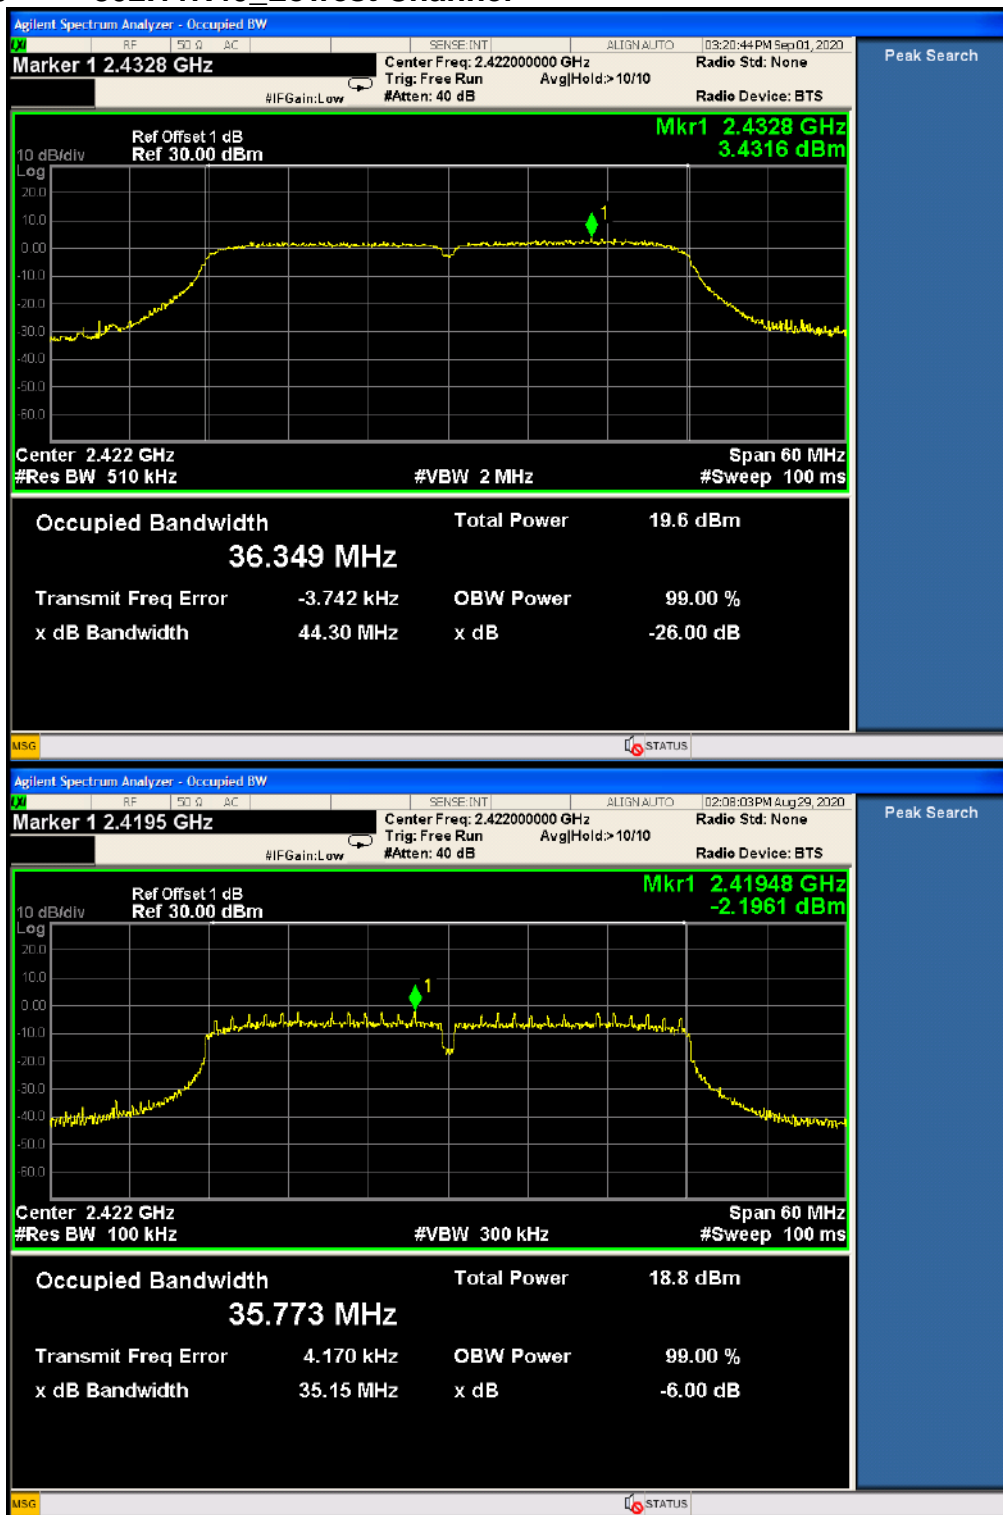 Agilent Spectrum Analyzer - Occupied BW
RF 50 Ω AC SENSE:INT ALIGN AUTO 03:20:44 PM Sep 01, 2020
Marker 1 2.4328 GHz Center Freq: 2.422000000 GHz Radio Std: None Peak Search
Trig: Free Run Avg|Hold:> 10/10
#IFGain:Low #Atten: 40 dB Radio Device: BTS
Mkr1 2.4328 GHz
Ref Offset 1 dB
10 dB/div Ref 30.00 dBm 3.4316 dBm
Log
20.0
10.0
1
0.00
-10.0
-20.0
-30.0
-40.0
-50.0
-60.0
Center 2.422 GHz Span 60 MHz
#Res BW 510 kHz #VBW 2 MHz #Sweep 100 ms
Occupied Bandwidth Total Power 19.6 dBm
36.349 MHz
Transmit Freq Error -3.742 kHz OBW Power 99.00 %
x dB Bandwidth 44.30 MHz x dB -26.00 dB
MSG STATUS
Agilent Spectrum Analyzer - Occupied BW
RF 50 Ω AC SENSE:INT ALIGN AUTO 02:08:03 PM Aug 29, 2020
Marker 1 2.4195 GHz Center Freq: 2.422000000 GHz Radio Std: None Peak Search
Trig: Free Run Avg|Hold:> 10/10
#IFGain:Low #Atten: 40 dB Radio Device: BTS
Mkr1 2.41948 GHz
Ref Offset 1 dB
10 dB/div Ref 30.00 dBm -2.1961 dBm
Log
20.0
10.0
1
0.00
-10.0
-20.0
-30.0
-40.0
-50.0
-60.0
Center 2.422 GHz Span 60 MHz
#Res BW 100 kHz #VBW 300 kHz #Sweep 100 ms
Occupied Bandwidth Total Power 18.8 dBm
35.773 MHz
Transmit Freq Error 4.170 kHz OBW Power 99.00 %
x dB Bandwidth 35.15 MHz x dB -6.00 dB
MSG STATUS